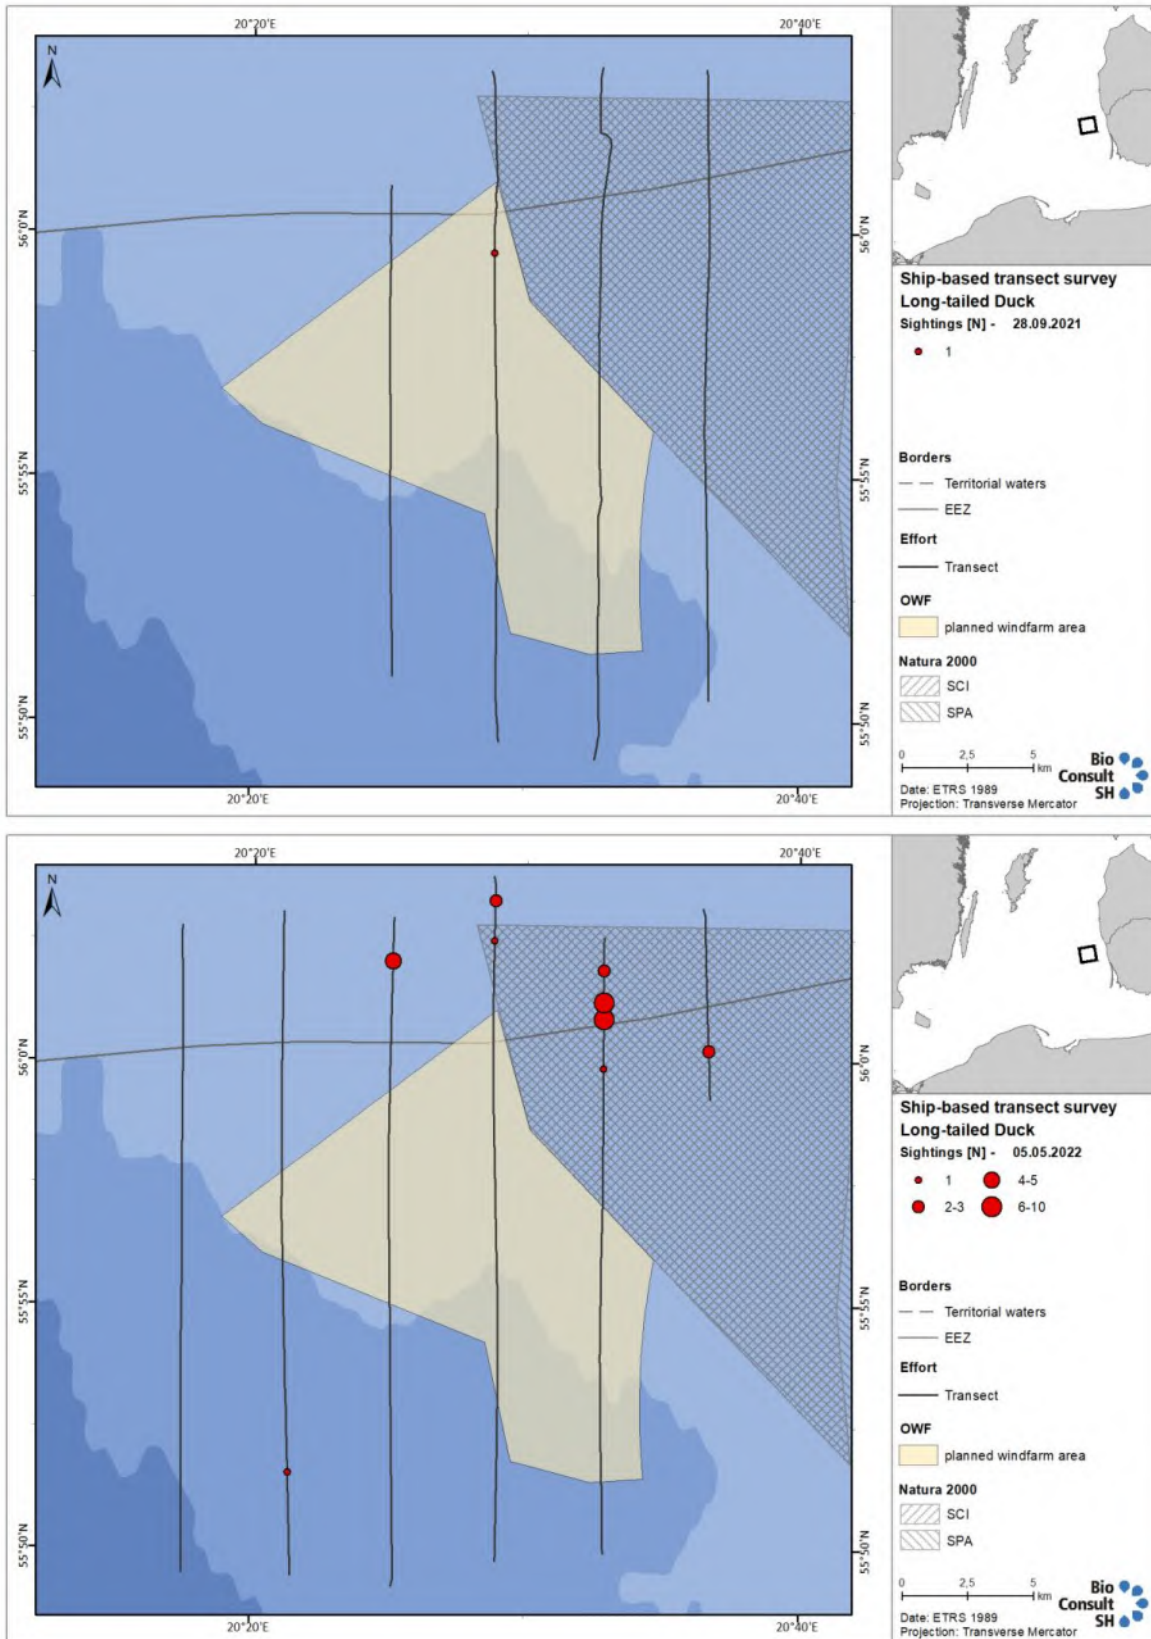 20°20'E
20°40'E
N
56°0'N
56°0'N
55°55'N
55°55'N
55°50'N
55°50'N
20°20'E
20°40'E
Ship-based transect survey
Long-tailed Duck
Sightings [N] - 28.09.2021
1
Borders
Territorial waters
EEZ
Effort
Transect
OWF
planned windfarm area
Natura 2000
SCI
SPA
0 2,5 5
km
Bio
Consult
SH
Date: ETRS 1989
Projection: Transverse Mercator
20°20'E
20°40'E
N
56°0'N
56°0'N
55°55'N
55°55'N
55°50'N
55°50'N
20°20'E
20°40'E
Ship-based transect survey
Long-tailed Duck
Sightings [N] - 05.05.2022
1 4-5
2-3 6-10
Borders
Territorial waters
EEZ
Effort
Transect
OWF
planned windfarm area
Natura 2000
SCI
SPA
0 2,5 5
km
Bio
Consult
SH
Date: ETRS 1989
Projection: Transverse Mercator